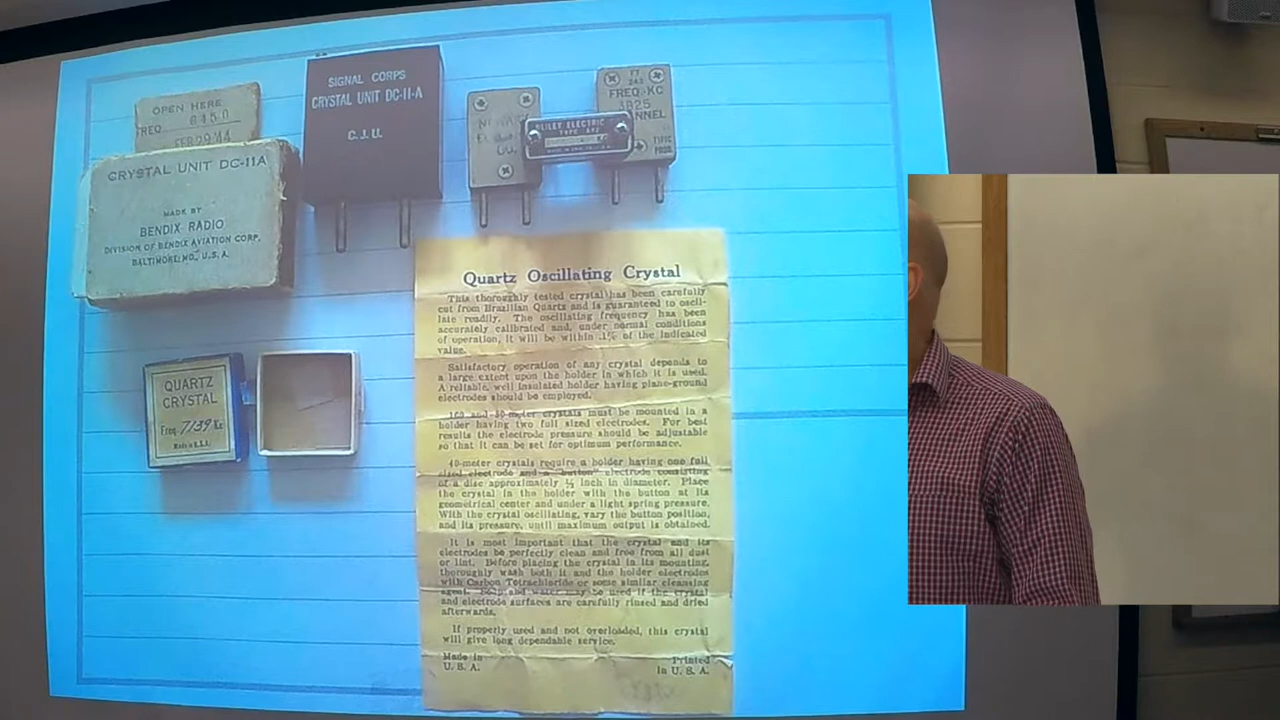 OPEN HERE
FREQ 8450
FEB 29 '44
CRYSTAL UNIT DC-11A
MADE BY
BENDIX RADIO
DIVISION OF BENDIX AVIATION CORP.
BALTIMORE, MD., U.S.A.
SIGNAL CORPS
CRYSTAL UNIT DC-11-A
C.J.U.
BLILEY ELECTRIC
FT
243
FREQ.-KC
QUARTZ
CRYSTAL
Freq. 7139 Kc
Made in U.S.A.
Quartz Oscillating Crystal
This thoroughly tested crystal has been carefully
cut from Brazilian Quartz and is guaranteed to oscil-
late readily. The oscillating frequency has been
accurately calibrated and, under normal conditions
of operation, it will be within .1% of the indicated
value.
Satisfactory operation of any crystal depends to
a large extent upon the holder in which it is used.
A reliable, well insulated holder having plane-ground
electrodes should be employed.
160 and 80-meter crystals must be mounted in a
holder having two full sized electrodes. For best
results the electrode pressure should be adjustable
so that it can be set for optimum performance.
40-meter crystals require a holder having one full
sized electrode and a "button" electrode consisting
of a disc approximately ½ inch in diameter. Place
the crystal in the holder with the button at its
geometrical center and under a light spring pressure.
With the crystal oscillating, vary the button position,
and its pressure, until maximum output is obtained.
It is most important that the crystal and its
electrodes be perfectly clean and free from all dust
or lint. Before placing the crystal in its mounting,
thoroughly wash both it and the holder electrodes
with Carbon Tetrachloride or some similar cleansing
agent. Soap and water may be used if the crystal
and electrode surfaces are carefully rinsed and dried
afterwards.
If properly used and not overloaded, this crystal
will give long dependable service.
Made in
U. S. A.
Printed
in U. S. A.